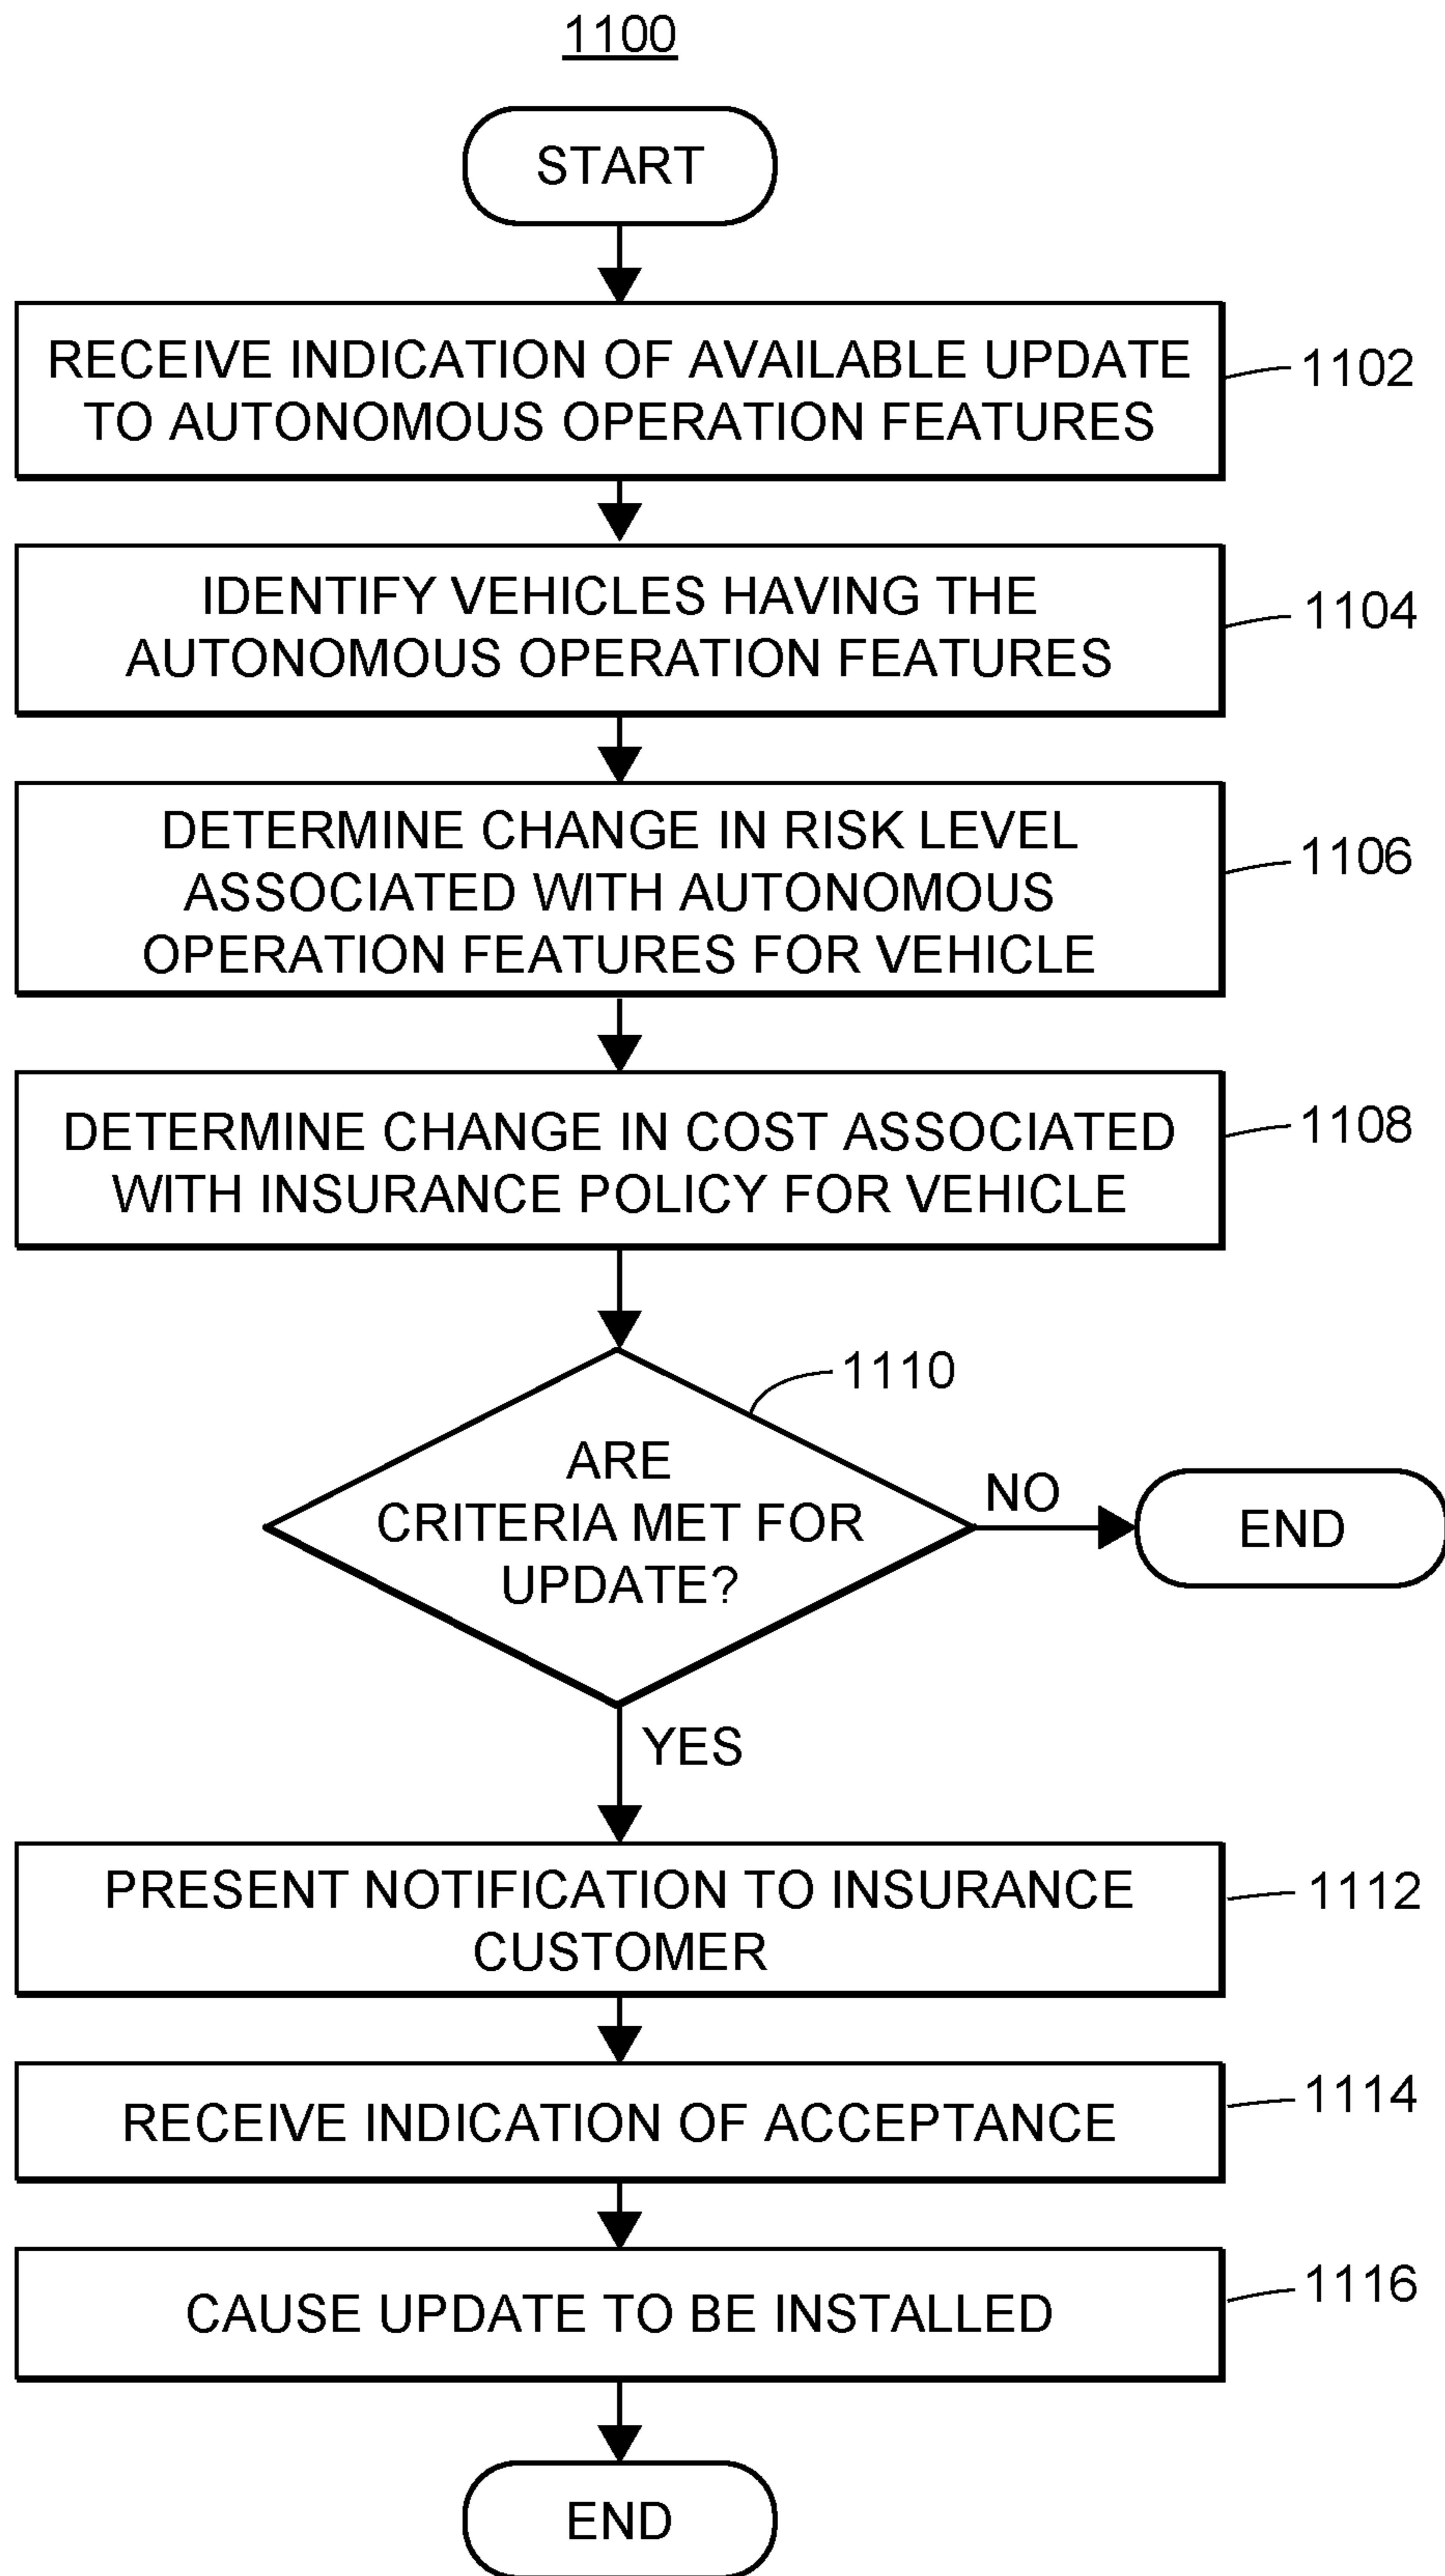 1100
START
RECEIVE INDICATION OF AVAILABLE UPDATE
TO AUTONOMOUS OPERATION FEATURES
1102
IDENTIFY VEHICLES HAVING THE
AUTONOMOUS OPERATION FEATURES
1104
DETERMINE CHANGE IN RISK LEVEL
ASSOCIATED WITH AUTONOMOUS
OPERATION FEATURES FOR VEHICLE
1106
DETERMINE CHANGE IN COST ASSOCIATED
WITH INSURANCE POLICY FOR VEHICLE
1108
1110
ARE
CRITERIA MET FOR
UPDATE?
NO
END
YES
PRESENT NOTIFICATION TO INSURANCE
CUSTOMER
1112
RECEIVE INDICATION OF ACCEPTANCE
1114
CAUSE UPDATE TO BE INSTALLED
1116
END